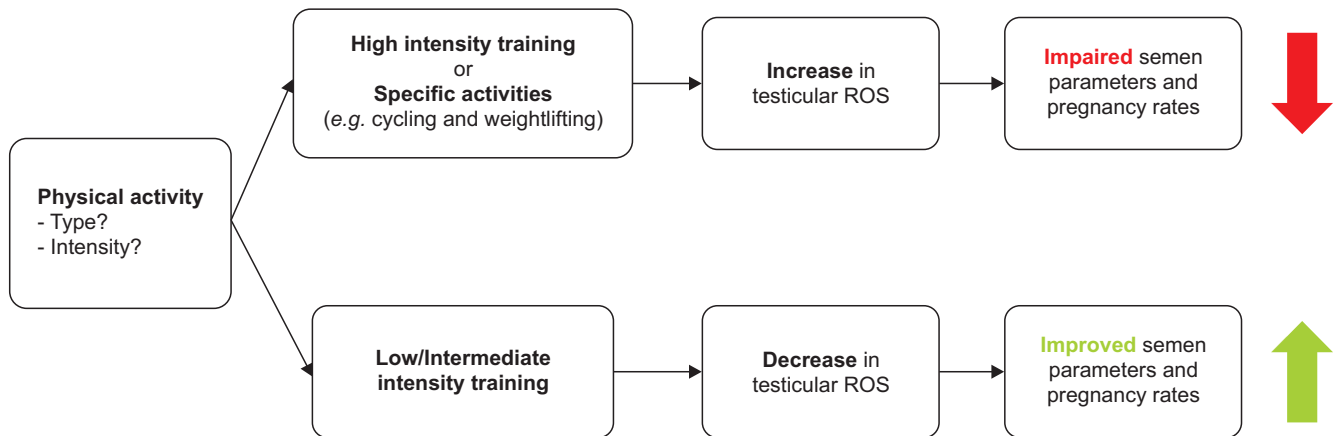 Physical activity
- Type?
- Intensity?
High intensity training
or
Specific activities
(e.g. cycling and weightlifting)
Increase in
testicular ROS
Impaired semen
parameters and
pregnancy rates
Low/Intermediate
intensity training
Decrease in
testicular ROS
Improved semen
parameters and
pregnancy rates